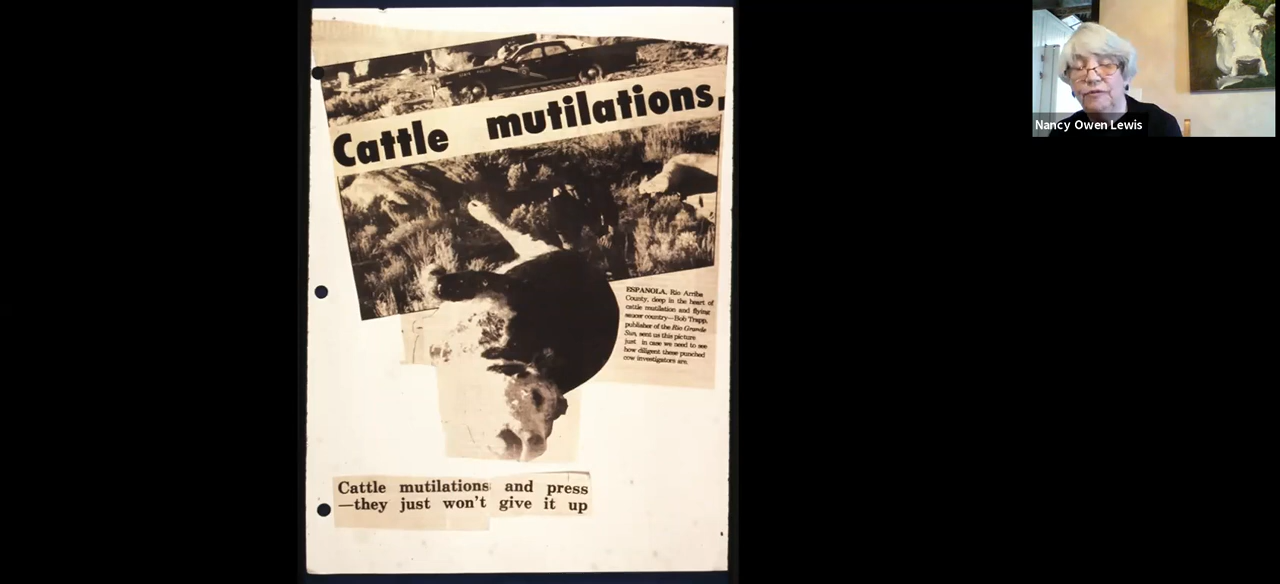 Cattle mutilations,
ESPANOLA, Rio Arriba
County, deep in the heart of
cattle mutilation and flying
saucer country—Bob Trapp,
publisher of the Rio Grande
Sun, sent us this picture
just in case we need to see
how diligent these punched
cow investigators are.
Cattle mutilations and press
—they just won't give it up
Nancy Owen Lewis